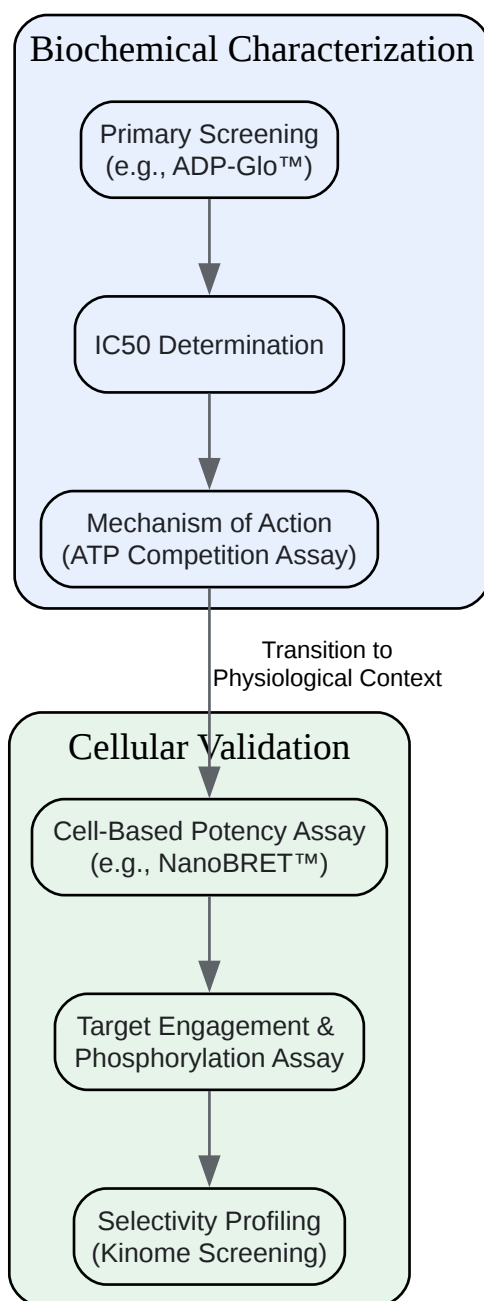 Biochemical Characterization
Primary Screening
(e.g., ADP-Glo™)
IC50 Determination
Mechanism of Action
(ATP Competition Assay)
Transition to
Physiological Context
Cellular Validation
Cell-Based Potency Assay
(e.g., NanoBRET™)
Target Engagement &
Phosphorylation Assay
Selectivity Profiling
(Kinome Screening)